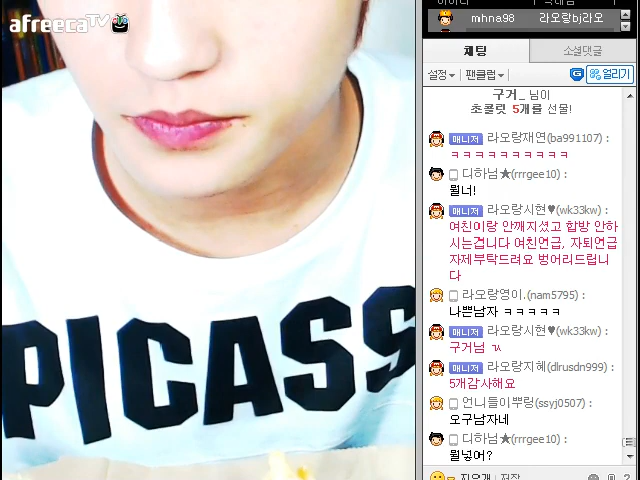 afreecaTV
PICASS
mhna98 라오랑bj라오
채팅 소셜댓글
설정 팬클럽 열리기
구거_ 님이
초콜릿 5개를 선물!
매니저 라오랑재연(ba991107) :
ㅋㅋㅋㅋㅋㅋㅋㅋㅋㅋ
디하님★(rrrgee10) :
뭘너!
매니저 라오랑시현♥(wk33kw) :
여친이랑 안깨지셨고 합방 안하
시는겁니다 여친언급, 자퇴언급
자제부탁드려요 벙어리드립니
다
라오랑영이.(nam5795) :
나쁜남자 ㅋㅋㅋㅋㅋ
매니저 라오랑시현♥(wk33kw) :
구거님 ㄳ
매니저 라오랑지혜(dlrusdn999) :
5개감사해요
언니들이뿌링(ssyj0507) :
오구남자네
디하님★(rrrgee10) :
뭘넣어?
지우개 저장